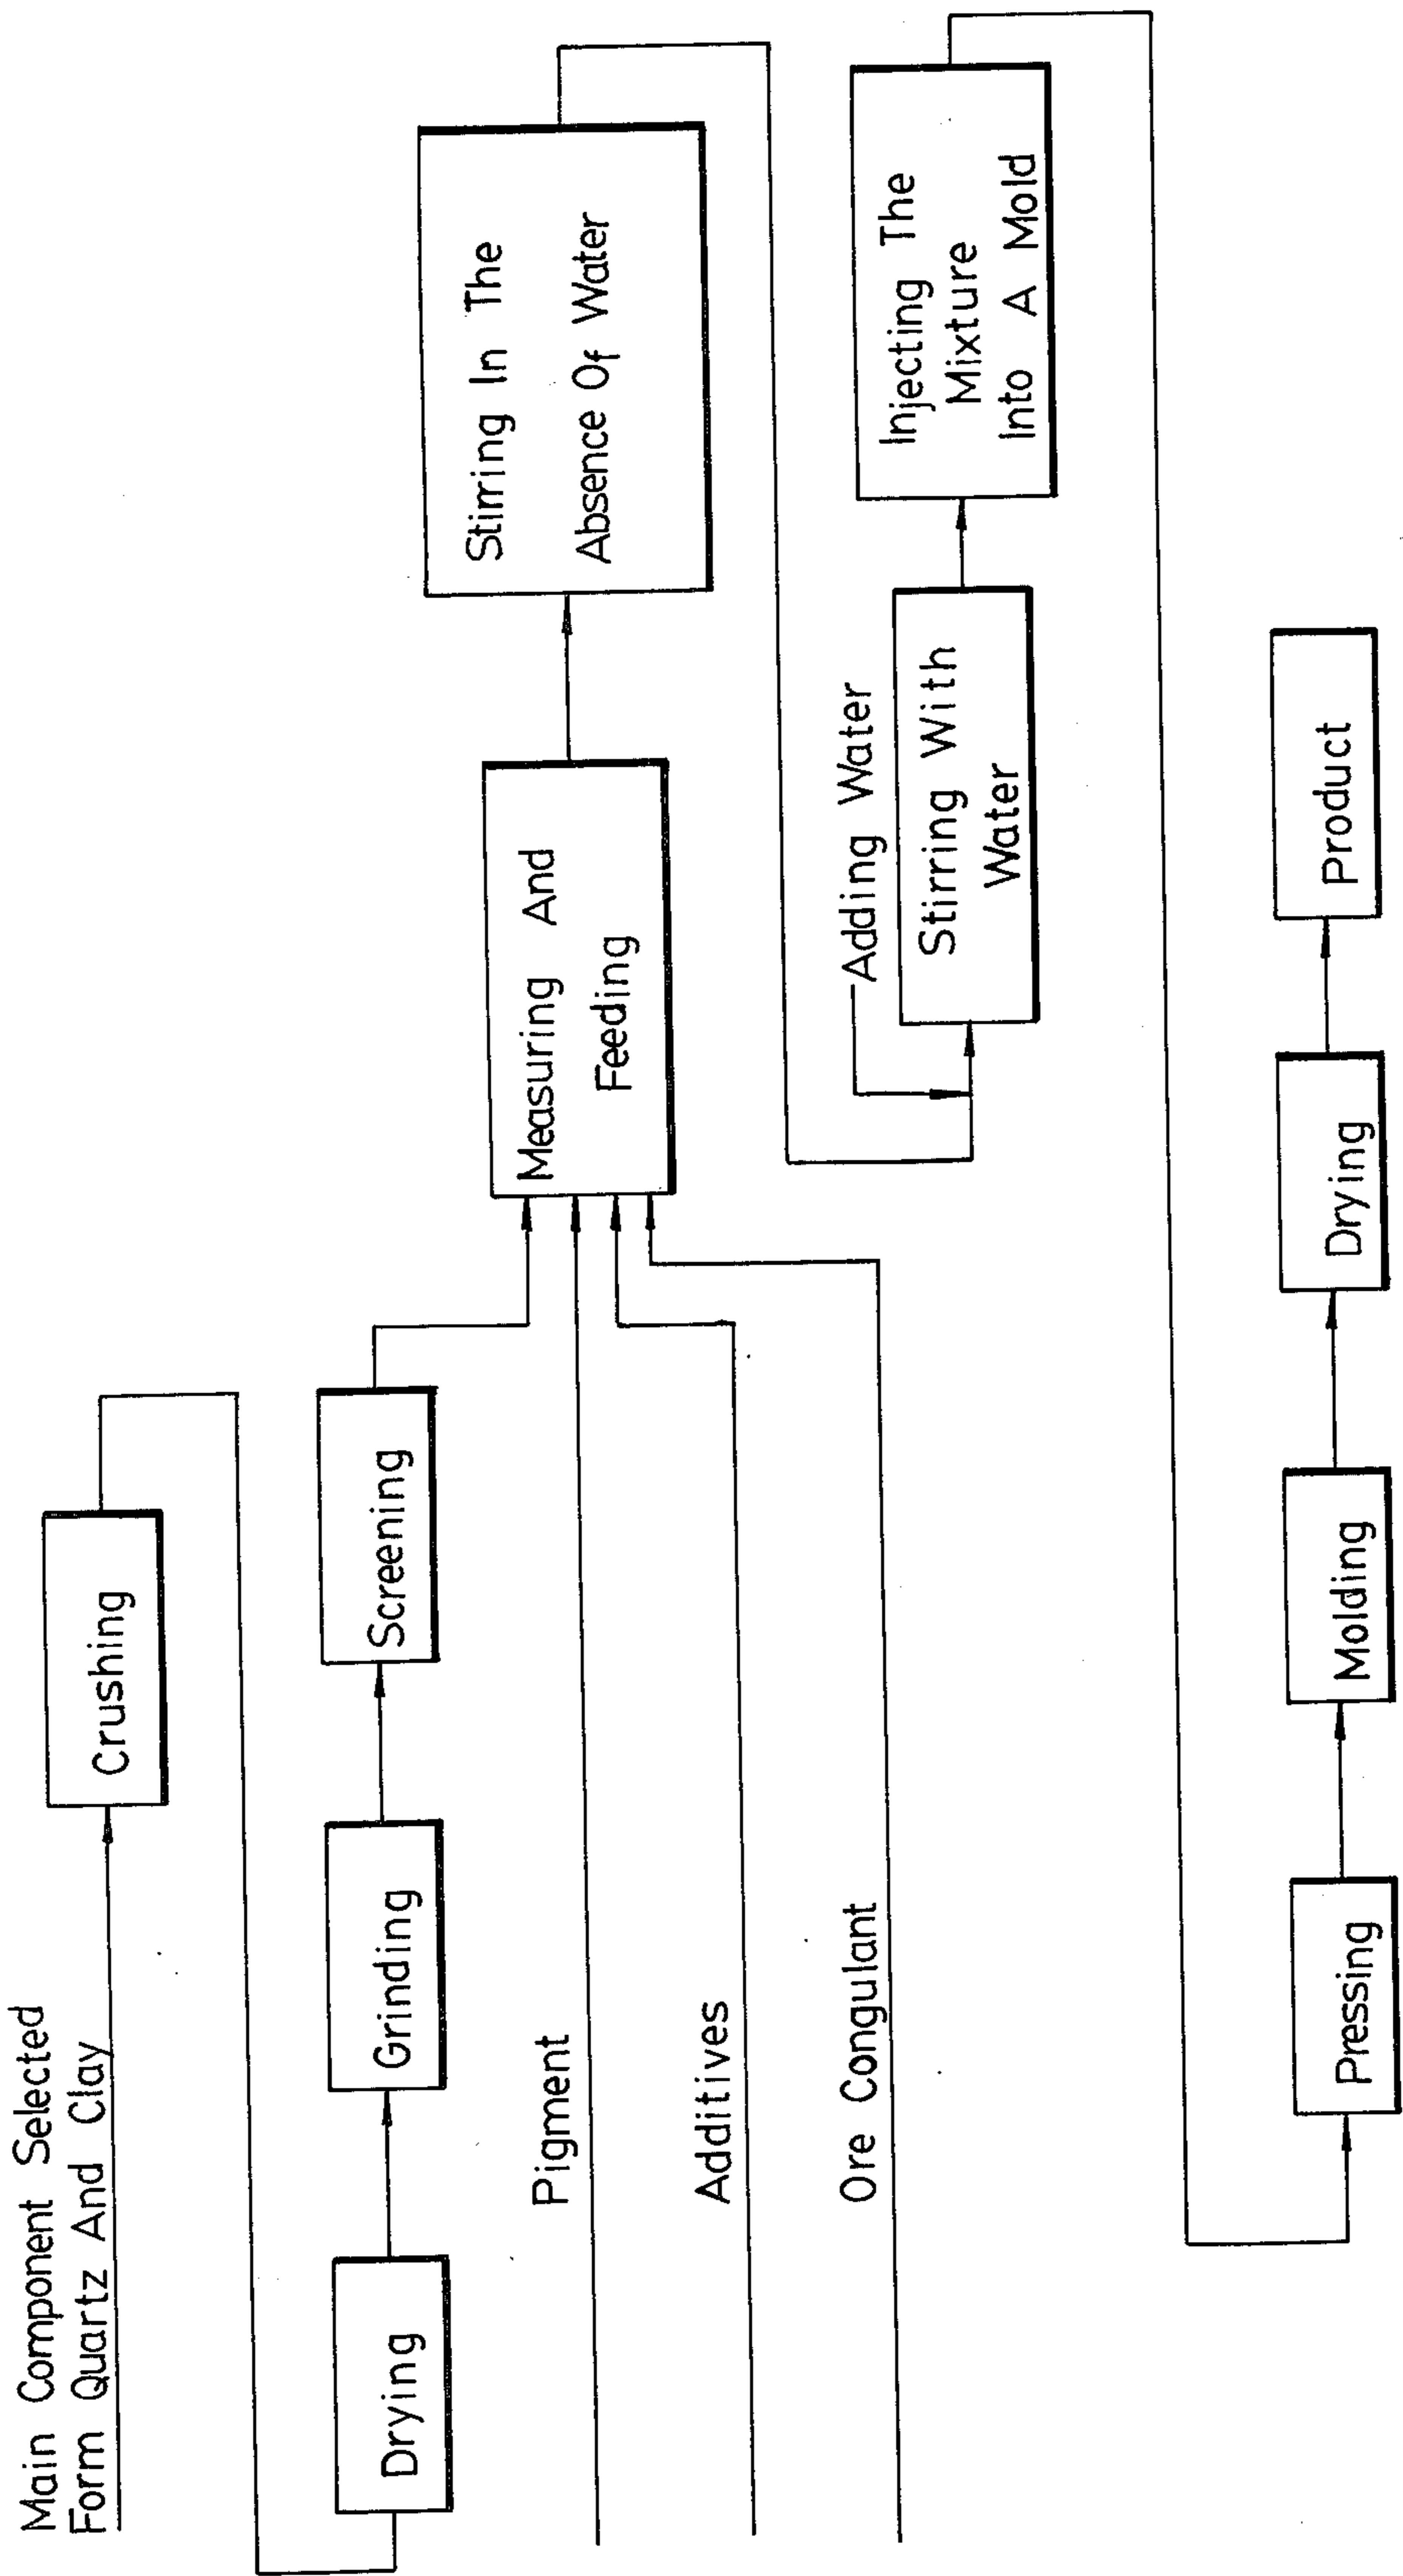 Main Component Selected
Form Quartz And Clay
Crushing
Drying
Grinding
Screening
Pigment
Additives
Ore Congulant
Measuring And
Feeding
Stirring In The
Absence Of Water
Adding Water
Stirring With
Water
Injecting The
Mixture
Into A Mold
Pressing
Molding
Drying
Product